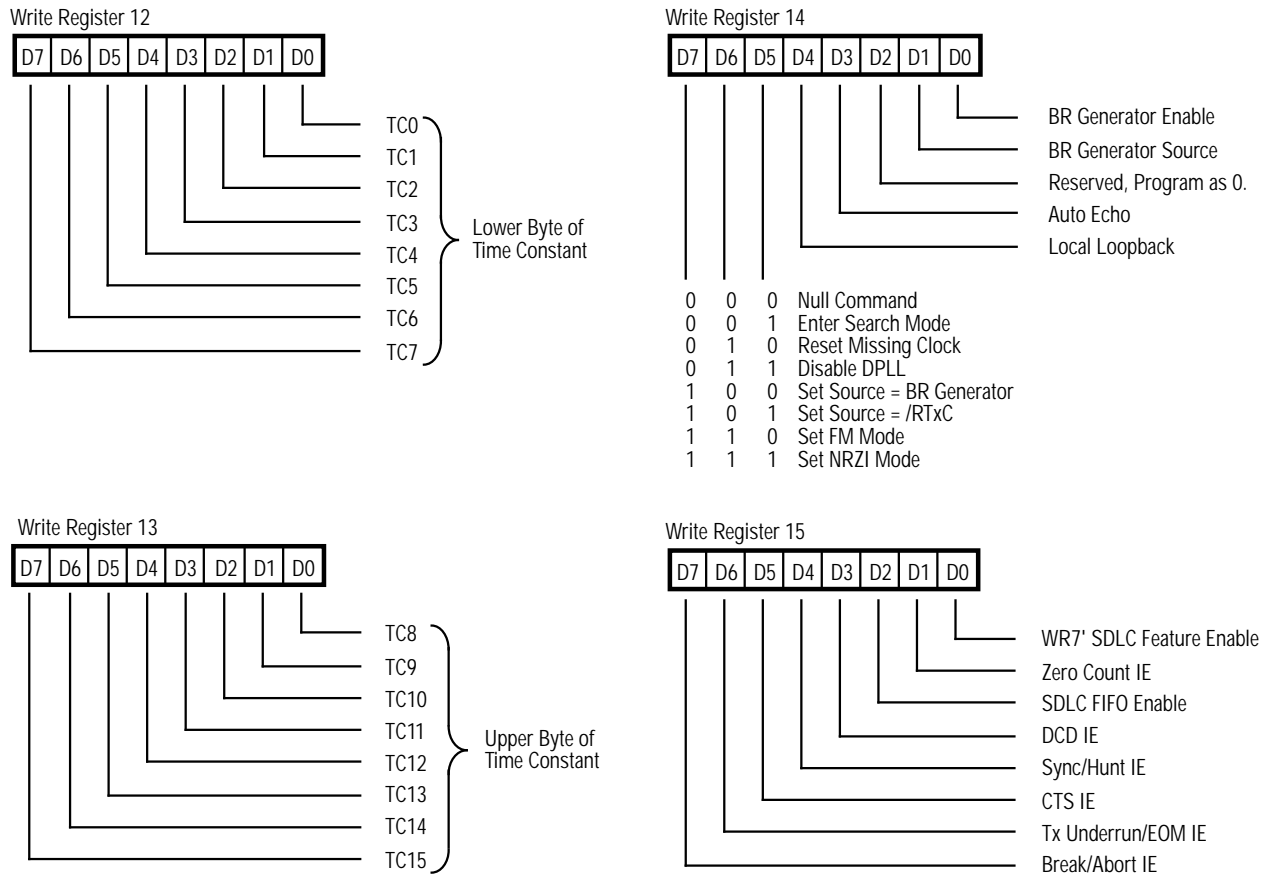 Write Register 12
D7 D6 D5 D4 D3 D2 D1 D0
TC0
TC1
TC2
TC3
TC4
TC5
TC6
TC7
Lower Byte of
Time Constant
Write Register 14
D7 D6 D5 D4 D3 D2 D1 D0
BR Generator Enable
BR Generator Source
Reserved, Program as 0.
Auto Echo
Local Loopback
0 0 0 Null Command
0 0 1 Enter Search Mode
0 1 0 Reset Missing Clock
0 1 1 Disable DPLL
1 0 0 Set Source = BR Generator
1 0 1 Set Source = /RTxC
1 1 0 Set FM Mode
1 1 1 Set NRZI Mode
Write Register 13
D7 D6 D5 D4 D3 D2 D1 D0
TC8
TC9
TC10
TC11
TC12
TC13
TC14
TC15
Upper Byte of
Time Constant
Write Register 15
D7 D6 D5 D4 D3 D2 D1 D0
WR7' SDLC Feature Enable
Zero Count IE
SDLC FIFO Enable
DCD IE
Sync/Hunt IE
CTS IE
Tx Underrun/EOM IE
Break/Abort IE